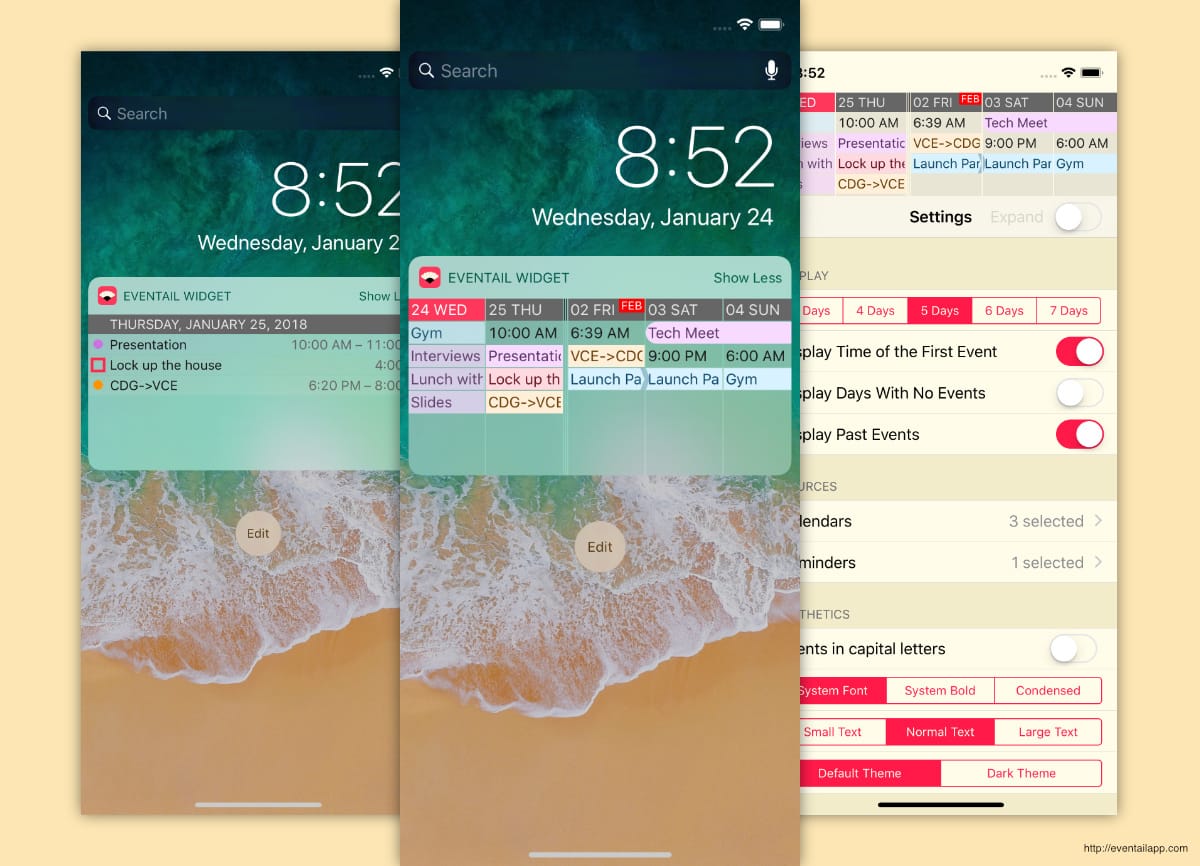 Search
8:52
Wednesday, January 2
EVENTAIL WIDGET
Show L
THURSDAY, JANUARY 25, 2018
Presentation 10:00 AM – 11:00
Lock up the house 4:00
CDG->VCE 6:20 PM – 8:00
Edit
Search
8:52
Wednesday, January 24
EVENTAIL WIDGET
Show Less
24 WED 25 THU 02 FRI FEB 03 SAT 04 SUN
Gym 10:00 AM 6:39 AM Tech Meet
Interviews Presentatic VCE->CDG 9:00 PM 6:00 AM
Lunch with Lock up th Launch Pa Launch Pa Gym
Slides CDG->VCE
Edit
8:52
ED 25 THU 02 FRI FEB 03 SAT 04 SUN
10:00 AM 6:39 AM Tech Meet
iews Presentatic VCE->CDG 9:00 PM 6:00 AM
h with Lock up the Launch Par Launch Par Gym
s CDG->VCE
Settings Expand
PLAY
Days 4 Days 5 Days 6 Days 7 Days
splay Time of the First Event
splay Days With No Events
splay Past Events
URCES
lendars 3 selected
minders 1 selected
THETICS
ents in capital letters
System Font System Bold Condensed
Small Text Normal Text Large Text
Default Theme Dark Theme
http://eventailapp.com